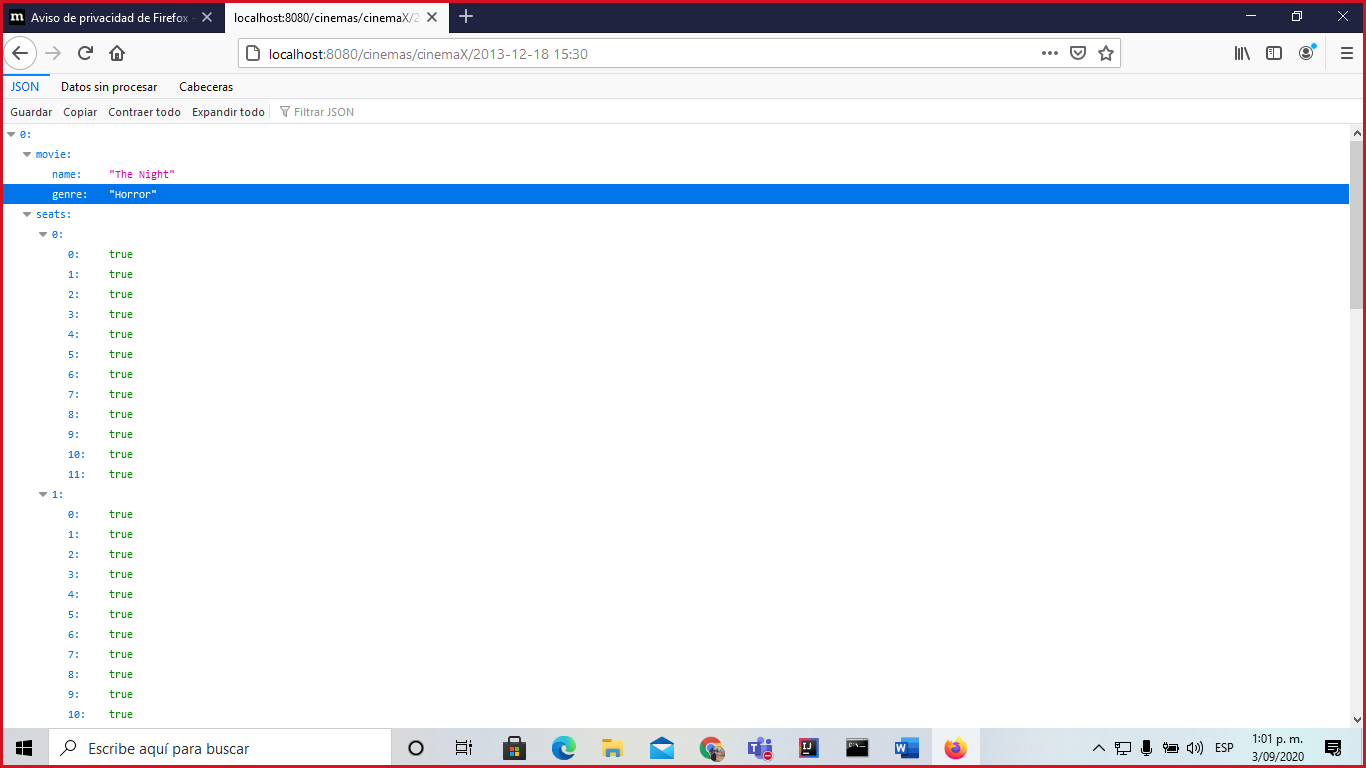 m Aviso de privacidad de Firefox - localhost:8080/cinemas/cinemaX/2
localhost:8080/cinemas/cinemaX/2013-12-18 15:30
JSON Datos sin procesar Cabeceras
Guardar Copiar Contraer todo Expandir todo Filtrar JSON
0:
movie:
name: "The Night"
genre: "Horror"
seats:
0:
0: true
1: true
2: true
3: true
4: true
5: true
6: true
7: true
8: true
9: true
10: true
11: true
1:
0: true
1: true
2: true
3: true
4: true
5: true
6: true
7: true
8: true
9: true
10: true
Escribe aquí para buscar ESP 1:01 p. m.
3/09/2020